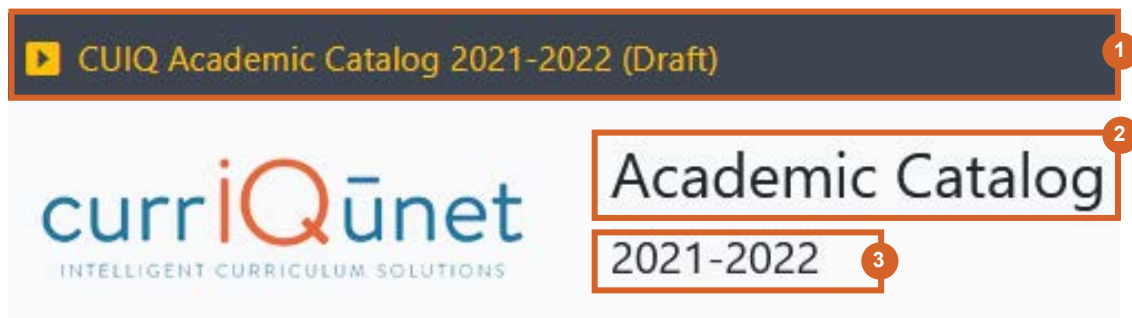 CUIQ Academic Catalog 2021-2022 (Draft)
1
2
Academic Catalog
curriQūnet
2021-2022
3
INTELLIGENT CURRICULUM SOLUTIONS